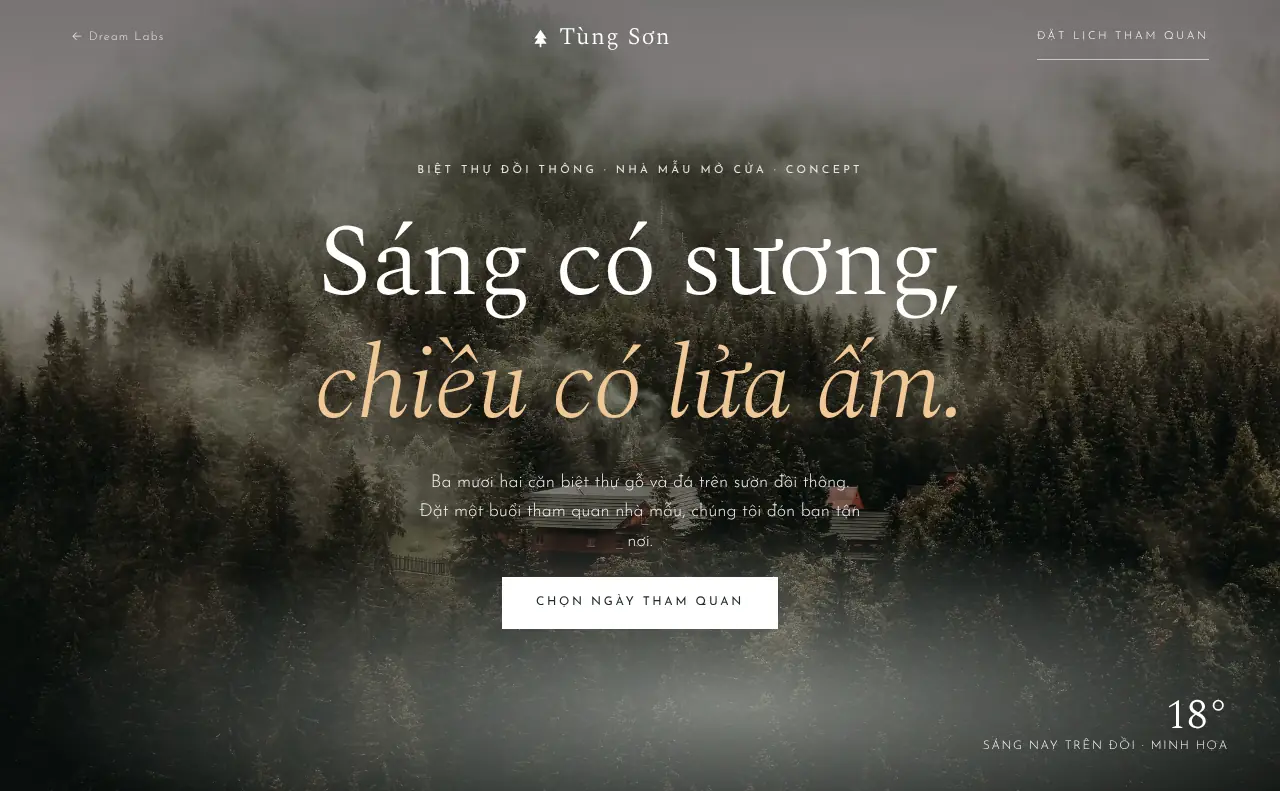 ← Dream Labs
Tùng Sơn
ĐẶT LỊCH THAM QUAN
BIỆT THỰ ĐỒI THÔNG · NHÀ MẪU MỞ CỬA · CONCEPT
Sáng có sương,
chiều có lửa ấm.
Ba mươi hai căn biệt thự gỗ và đá trên sườn đồi thông.
Đặt một buổi tham quan nhà mẫu, chúng tôi đón bạn tận
nơi.
CHỌN NGÀY THAM QUAN
18°
SÁNG NAY TRÊN ĐỒI · MINH HỌA